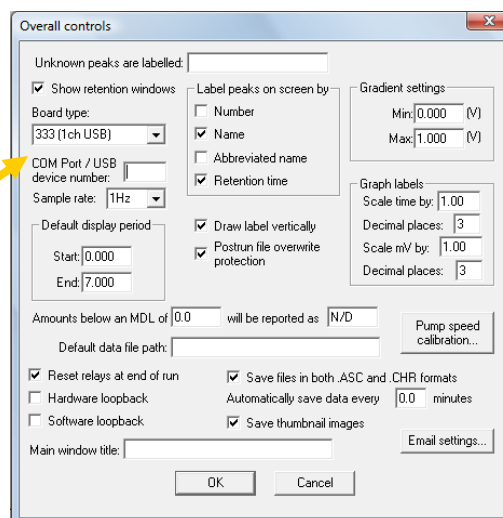 Overall controls
Unknown peaks are labelled:
Show retention windows
Label peaks on screen by
Number
Name
Abbreviated name
Retention time
Gradient settings
Min: 0.000 (V)
Max: 1.000 (V)
Board type:
333 (1ch USB)
COM Port / USB
device number:
Sample rate: 1Hz
Graph labels
Scale time by: 1.00
Decimal places: 3
Scale mV by: 1.00
Decimal places: 3
Default display period
Start: 0.000
End: 7.000
Draw label vertically
Postrun file overwrite
protection
Amounts below an MDL of 0.0 will be reported as N/D
Pump speed
calibration...
Default data file path:
Reset relays at end of run
Save files in both .ASC and .CHR formats
Hardware loopback
Automatically save data every 0.0 minutes
Software loopback
Save thumbnail images
Email settings...
Main window title:
OK Cancel